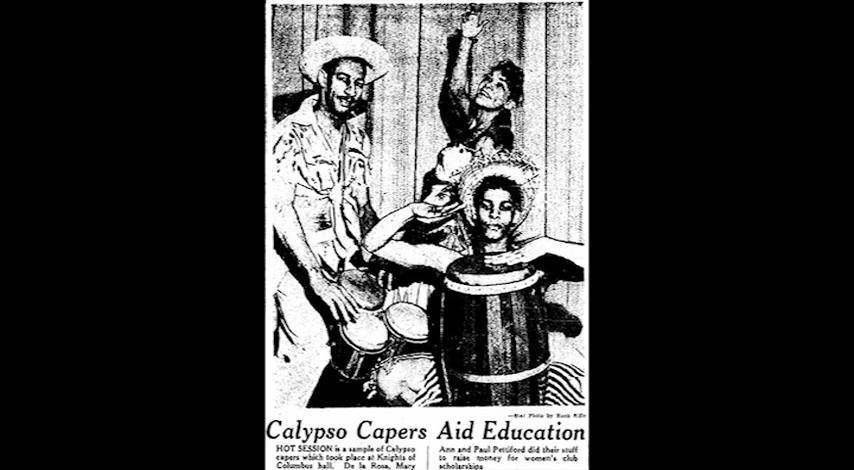 —Star Photo by Hank Rife
Calypso Capers Aid Education
HOT SESSION is a sample of Calypso
capers which took place at Knights of
Columbus hall. De la Rosa, Mary
Ann and Paul Pettiford did their stuff
to raise money for women's club
scholarships